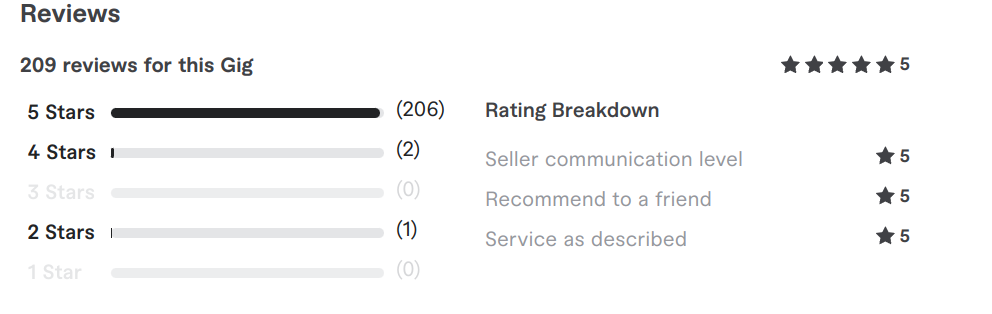 Reviews
209 reviews for this Gig
5
5 Stars (206)
4 Stars (2)
3 Stars (0)
2 Stars (1)
1 Star (0)
Rating Breakdown
Seller communication level 5
Recommend to a friend 5
Service as described 5